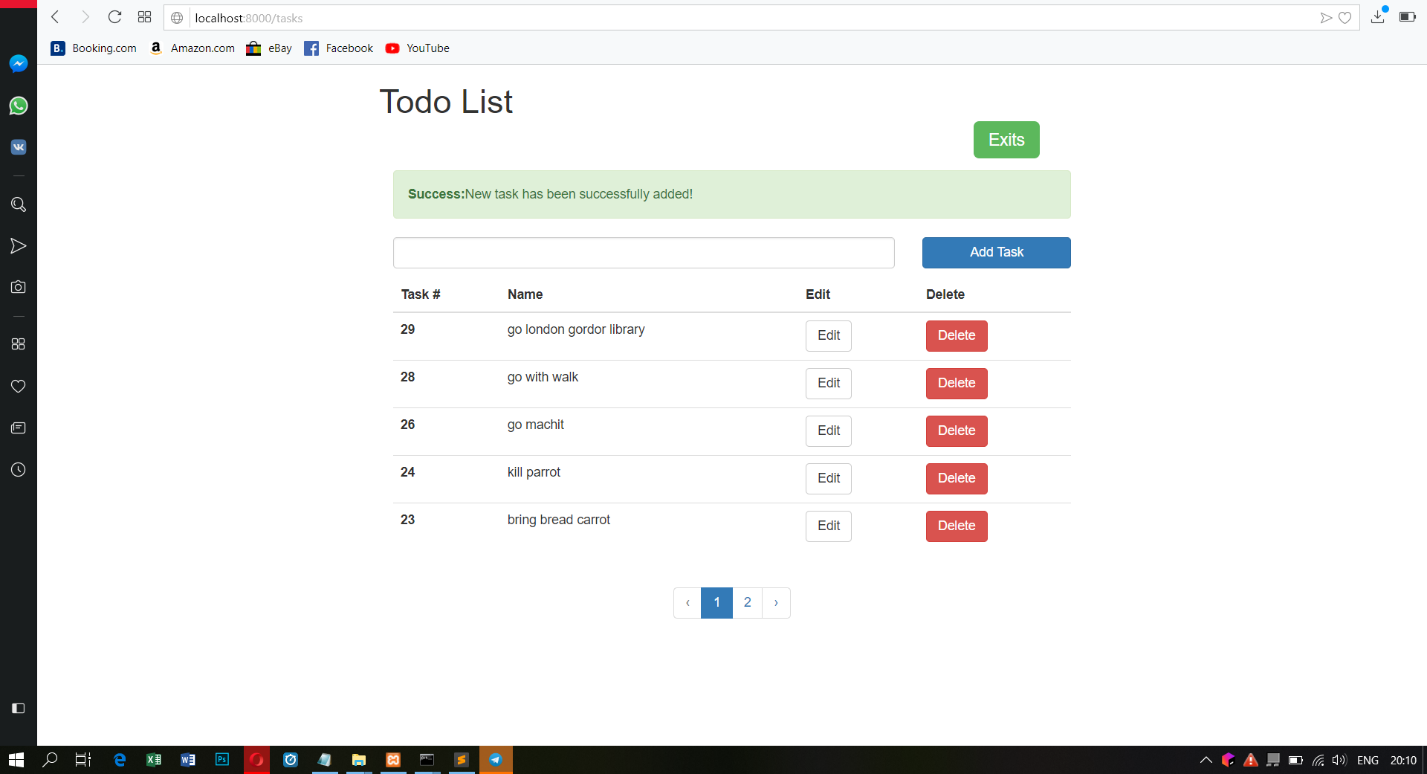 localhost:8000/tasks
B. Booking.com a Amazon.com eBay Facebook YouTube
Todo List
Exits
Success:New task has been successfully added!
Add Task
Task # Name Edit Delete
29 go london gordor library Edit Delete
28 go with walk Edit Delete
26 go machit Edit Delete
24 kill parrot Edit Delete
23 bring bread carrot Edit Delete
‹ 1 2 ›
ENG 20:10